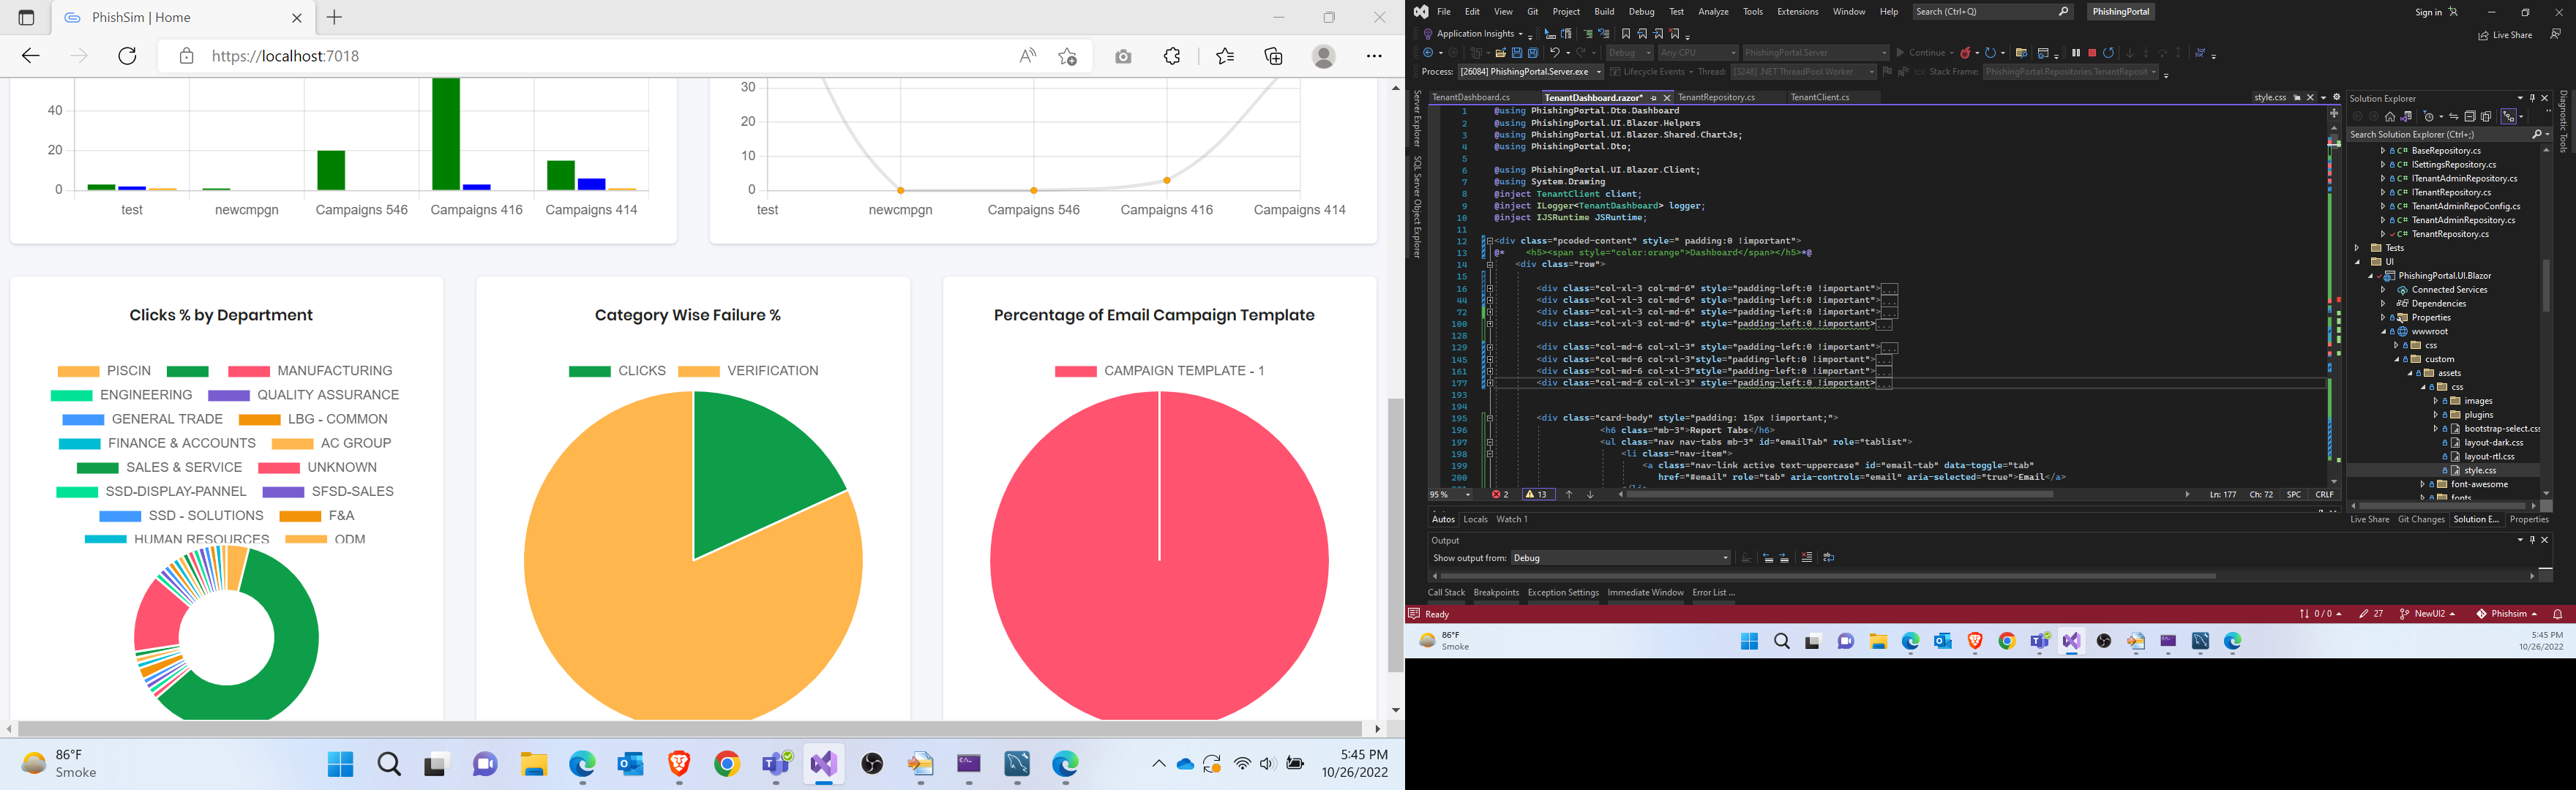 PhishSim | Home
https://localhost:7018
40
20
0
test
newcmpgn
Campaigns 546
Campaigns 416
Campaigns 414
30
20
10
0
test
newcmpgn
Campaigns 546
Campaigns 416
Campaigns 414
Clicks % by Department
PISCIN
MANUFACTURING
ENGINEERING
QUALITY ASSURANCE
GENERAL TRADE
LBG - COMMON
FINANCE & ACCOUNTS
AC GROUP
SALES & SERVICE
UNKNOWN
SSD-DISPLAY-PANNEL
SFSD-SALES
SSD - SOLUTIONS
F&A
HUMAN RESOURCES
ODM
Category Wise Failure %
CLICKS
VERIFICATION
Percentage of Email Campaign Template
CAMPAIGN TEMPLATE - 1
86°F
Smoke
5:45 PM
10/26/2022
File Edit View Git Project Build Debug Test Analyze Tools Extensions Window Help
Search (Ctrl+Q)
PhishingPortal
Sign in
Application Insights
Live Share
Debug
Any CPU
PhishingPortal.Server
Continue
Process: [26084] PhishingPortal.Server.exe
Lifecycle Events
Thread: [3248] .NET ThreadPool Worker
Stack Frame: PhishingPortal.Repositories.TenantReposit
Server Explorer
SQL Server Object Explorer
TenantDashboard.cs
TenantDashboard.razor*
TenantRepository.cs
TenantClient.cs
style.css
1 @using PhishingPortal.Dto.Dashboard
2 @using PhishingPortal.UI.Blazor.Helpers
3 @using PhishingPortal.UI.Blazor.Shared.ChartJs;
4 @using PhishingPortal.Dto;
5
6 @using PhishingPortal.UI.Blazor.Client;
7 @using System.Drawing
8 @inject TenantClient client;
9 @inject ILogger<TenantDashboard> logger;
10 @inject IJSRuntime JSRuntime;
11
12 <div class="pcoded-content" style=" padding:0 !important">
13 @* <h5><span style="color:orange">Dashboard</span></h5>*@
14 <div class="row">
15
16 <div class="col-xl-3 col-md-6" style="padding-left:0 !important">...
44 <div class="col-xl-3 col-md-6" style="padding-left:0 !important">...
72 <div class="col-xl-3 col-md-6" style="padding-left:0 !important">...
100 <div class="col-xl-3 col-md-6" style="padding-left:0 !important>...
128
129 <div class="col-md-6 col-xl-3" style="padding-left:0 !important">...
145 <div class="col-md-6 col-xl-3"style="padding-left:0 !important">...
161 <div class="col-md-6 col-xl-3"style="padding-left:0 !important">...
177 <div class="col-md-6 col-xl-3" style="padding-left:0 !important>...
193
194
195 <div class="card-body" style="padding: 15px !important;">
196 <h6 class="mb-3">Report Tabs</h6>
197 <ul class="nav nav-tabs mb-3" id="emailTab" role="tablist">
198 <li class="nav-item">
199 <a class="nav-link active text-uppercase" id="email-tab" data-toggle="tab"
200 href="#email" role="tab" aria-controls="email" aria-selected="true">Email</a>
95 %
2
13
Ln: 177 Ch: 72 SPC CRLF
Autos Locals Watch 1
Output
Show output from: Debug
Call Stack Breakpoints Exception Settings Immediate Window Error List ...
Solution Explorer
Search Solution Explorer (Ctrl+;)
C# BaseRepository.cs
C# ISettingsRepository.cs
C# ITenantAdminRepository.cs
C# ITenantRepository.cs
C# TenantAdminRepoConfig.cs
C# TenantAdminRepository.cs
C# TenantRepository.cs
Tests
UI
PhishingPortal.UI.Blazor
Connected Services
Dependencies
Properties
wwwroot
css
custom
assets
css
images
plugins
bootstrap-select.css
layout-dark.css
layout-rtl.css
style.css
font-awesome
fonts
Live Share Git Changes Solution E... Properties
Diagnostic Tools
Ready
0 / 0
27
NewUI2
Phishsim
86°F
Smoke
5:45 PM
10/26/2022